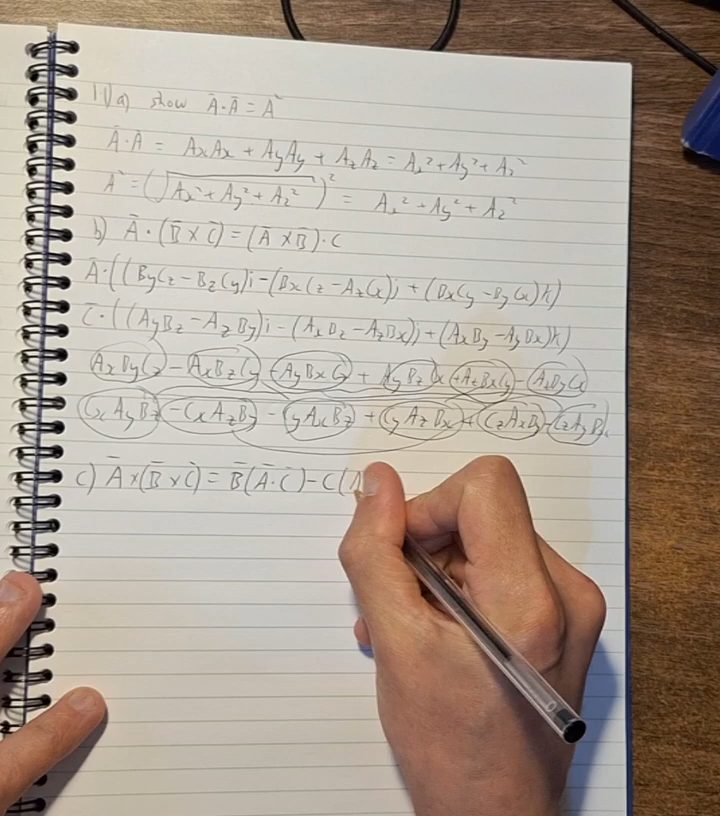 11) a) show Ā·Ā = A²
Ā·Ā = AxAx + AyAy + AzAz = Ax² + Ay² + Az²
A² = (√(Ax² + Ay² + Az²))² = Ax² + Ay² + Az²
b) Ā·(B̄ × C̄) = (Ā × B̄)·C
Ā·((ByCz − BzCy)i − (BxCz − AzCx)j + (BxCy − ByCx)k)
C̄·((AyBz − AzBy)i − (AxBz − AzBx)j + (AxBy − AyBx)k)
AxByCz − AxBzCy − AyBxCz + AyBzCx + AzBxCy − AzByCx
CxAyBz − CxAzBy − CyAxBz + CyAzBx + CzAxBy − CzAyBx
c) Ā × (B̄ × C̄) = B̄(Ā·C̄) − C(